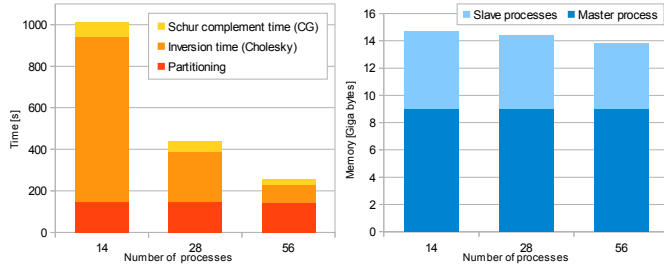 1000
800
600
400
200
0
Time [s]
Schur complement time (CG)
Inversion time (Cholesky)
Partitioning
14
28
56
Number of processes
16
14
12
10
8
6
4
2
0
Memory [Giga bytes]
Slave processes
Master process
14
28
56
Number of processes